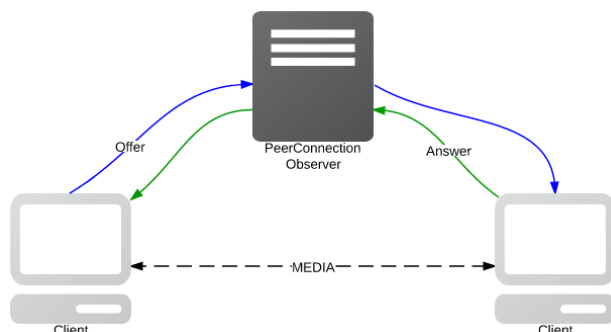 PeerConnection
Observer
Offer
Answer
MEDIA
Client
Client